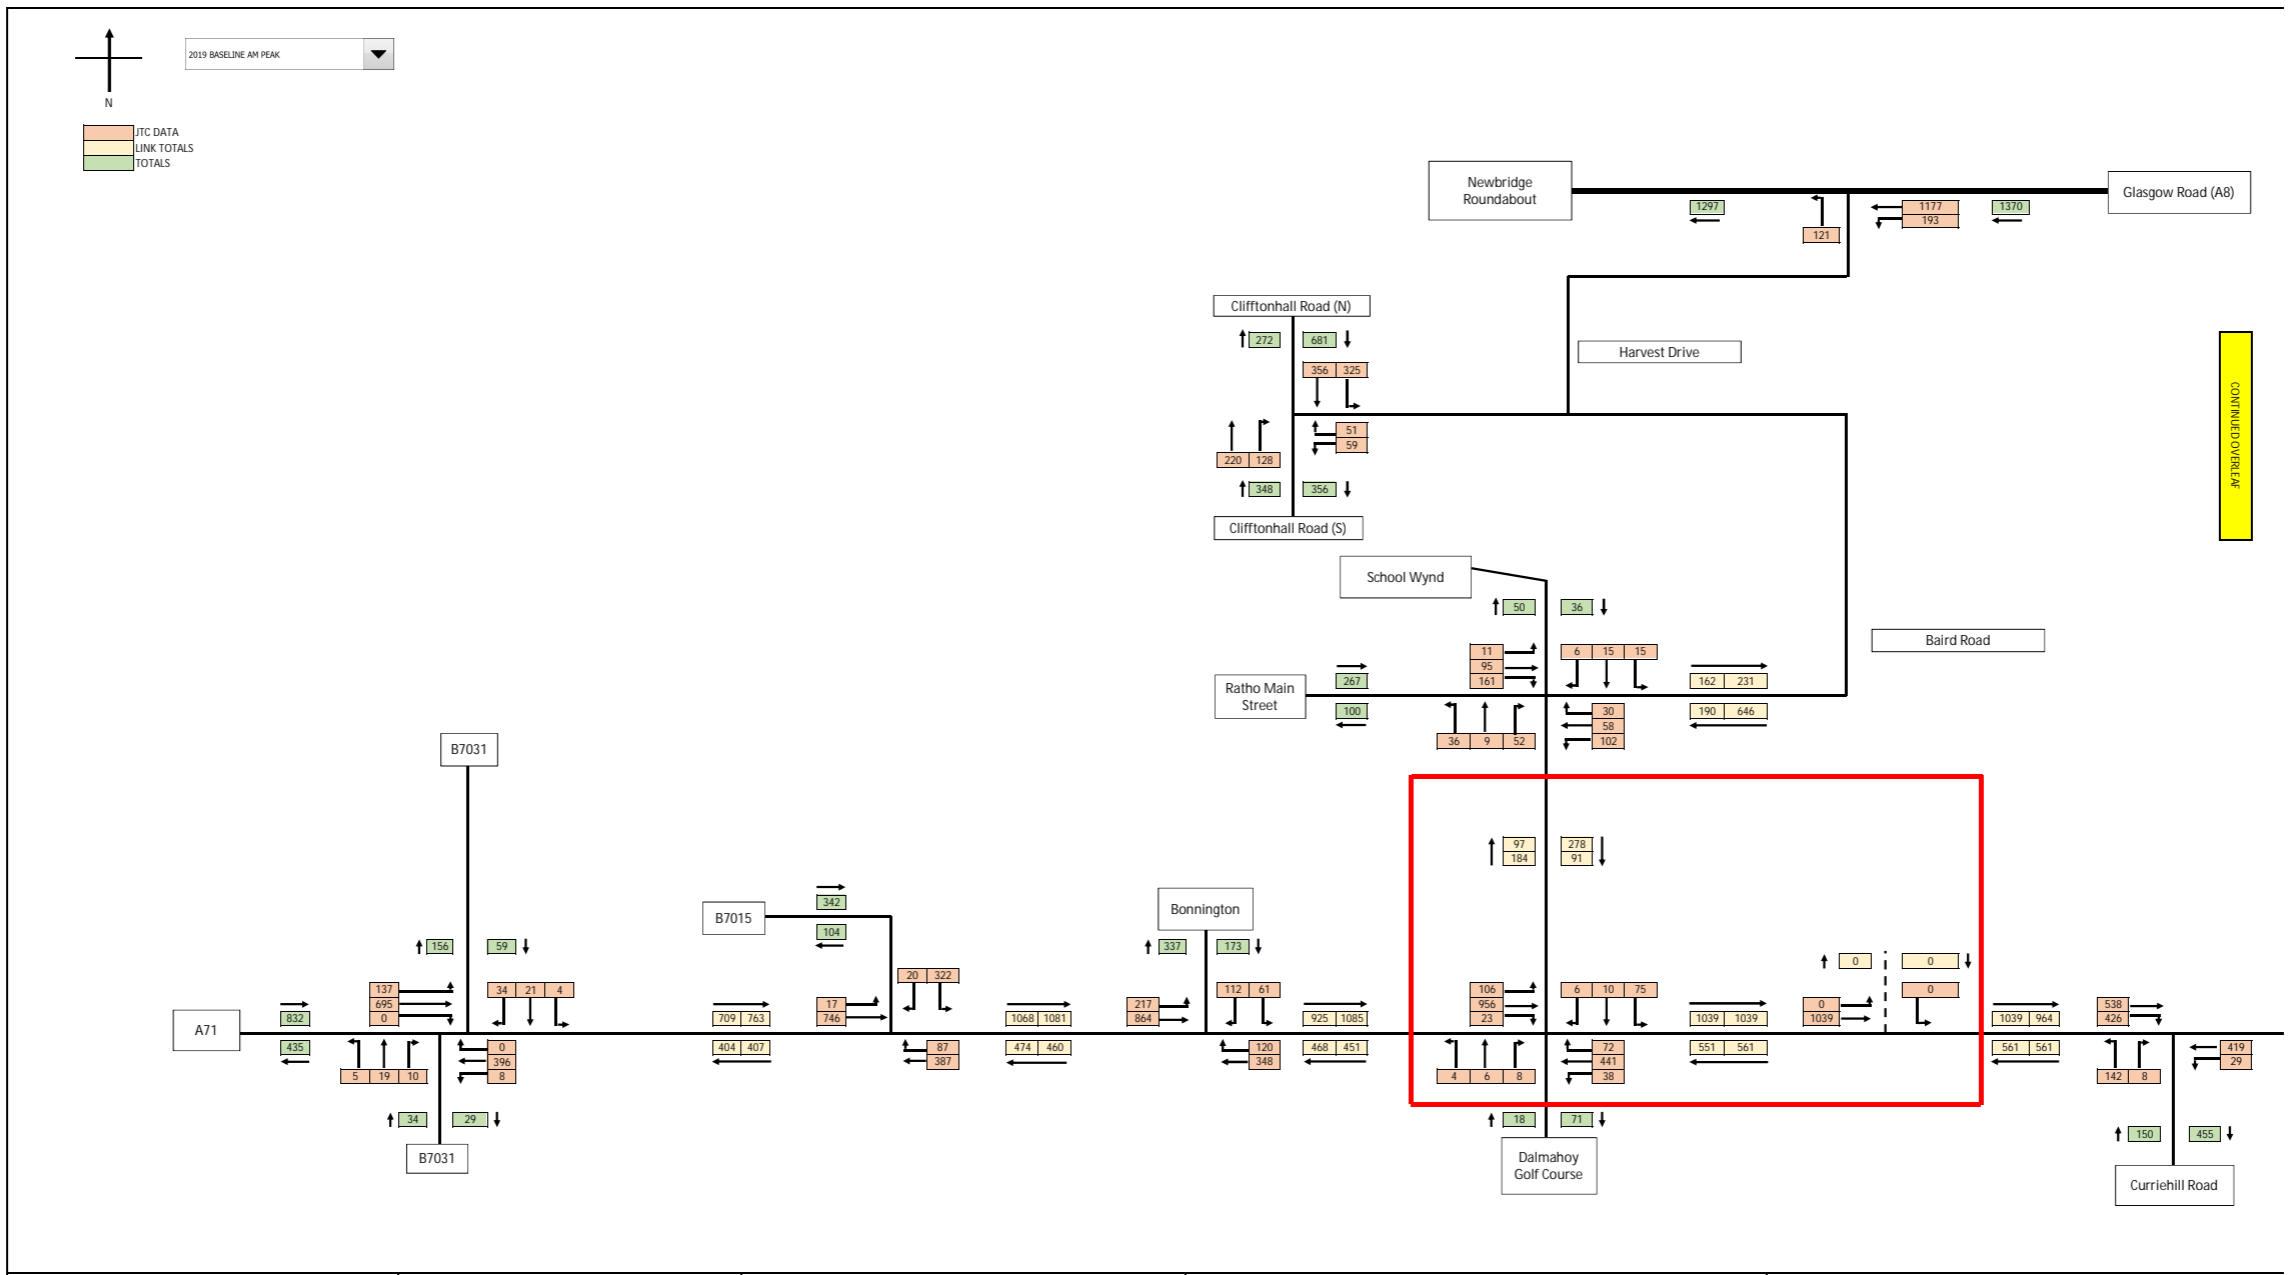 2019 BASELINE AM PEAK
N
JTC DATA
LINK TOTALS
TOTALS
Newbridge
Roundabout
Glasgow Road (A8)
1297
1177
1370
193
121
Clifftonhall Road (N)
272 681
Harvest Drive
356 325
CONTINUED OVERLEAF
51
59
220 128
348 356
Clifftonhall Road (S)
School Wynd
50 36
Baird Road
11
95
161
6 15 15
267
162 231
Ratho Main
Street
100
190 646
30
58
102
36 9 52
B7031
97 278
184 91
342
B7015
104
Bonnington
156 59
337 173
0 0
20 322
137
695
0
34 21 4
17
746
217
864
112 61
106
956
23
6 10 75
0
1039
0
538
426
832
709 763
1068 1081
925 1085
1039 1039
1039 964
A71
435
404 407
474 460
468 451
551 561
561 561
0
396
8
87
387
120
348
72
441
38
419
29
5 19 10
4 6 8
142 8
34 29
18 71
150 455
B7031
Dalmahoy
Golf Course
Curriehill Road